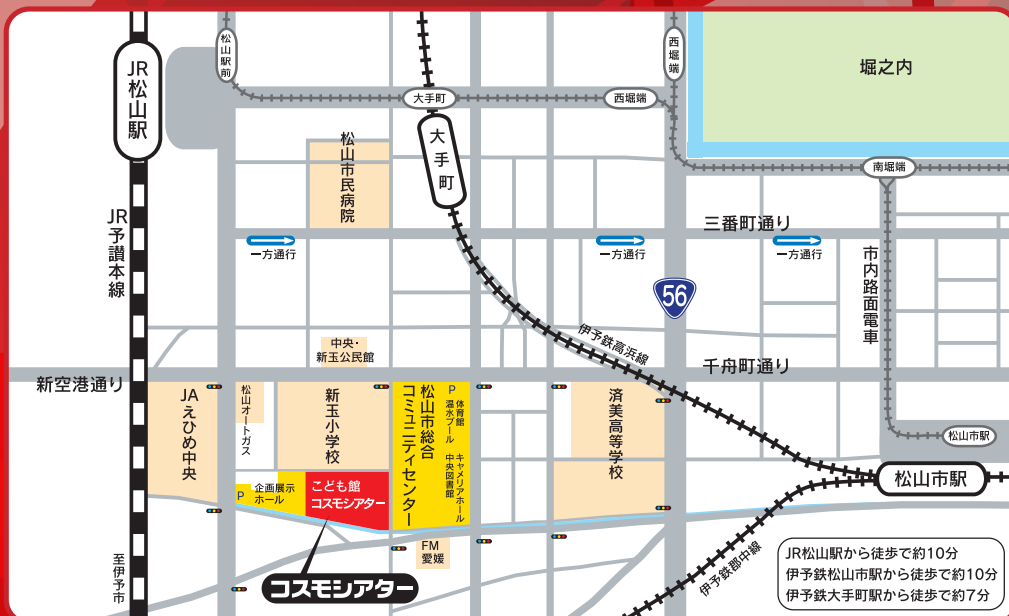 JR松山駅
松山駅前
大手町
西堀端
西堀端
堀之内
大手町
南堀端
松山市民病院
三番町通り
一方通行
一方通行
一方通行
JR予讃本線
市内路面電車
56
伊予鉄高浜線
中央・
新玉公民館
千舟町通り
新空港通り
JAえひめ中央
松山オートガス
新玉小学校
松山市総合
コミュニティセンター
P
体育館
温水プール
キャメリアホール
中央図書館
済美高等学校
松山市駅
松山市駅
P
企画展示
ホール
こども館
コスモシアター
FM
愛媛
コスモシアター
至伊予市
伊予鉄郡中線
JR松山駅から徒歩で約10分
伊予鉄松山市駅から徒歩で約10分
伊予鉄大手町駅から徒歩で約7分